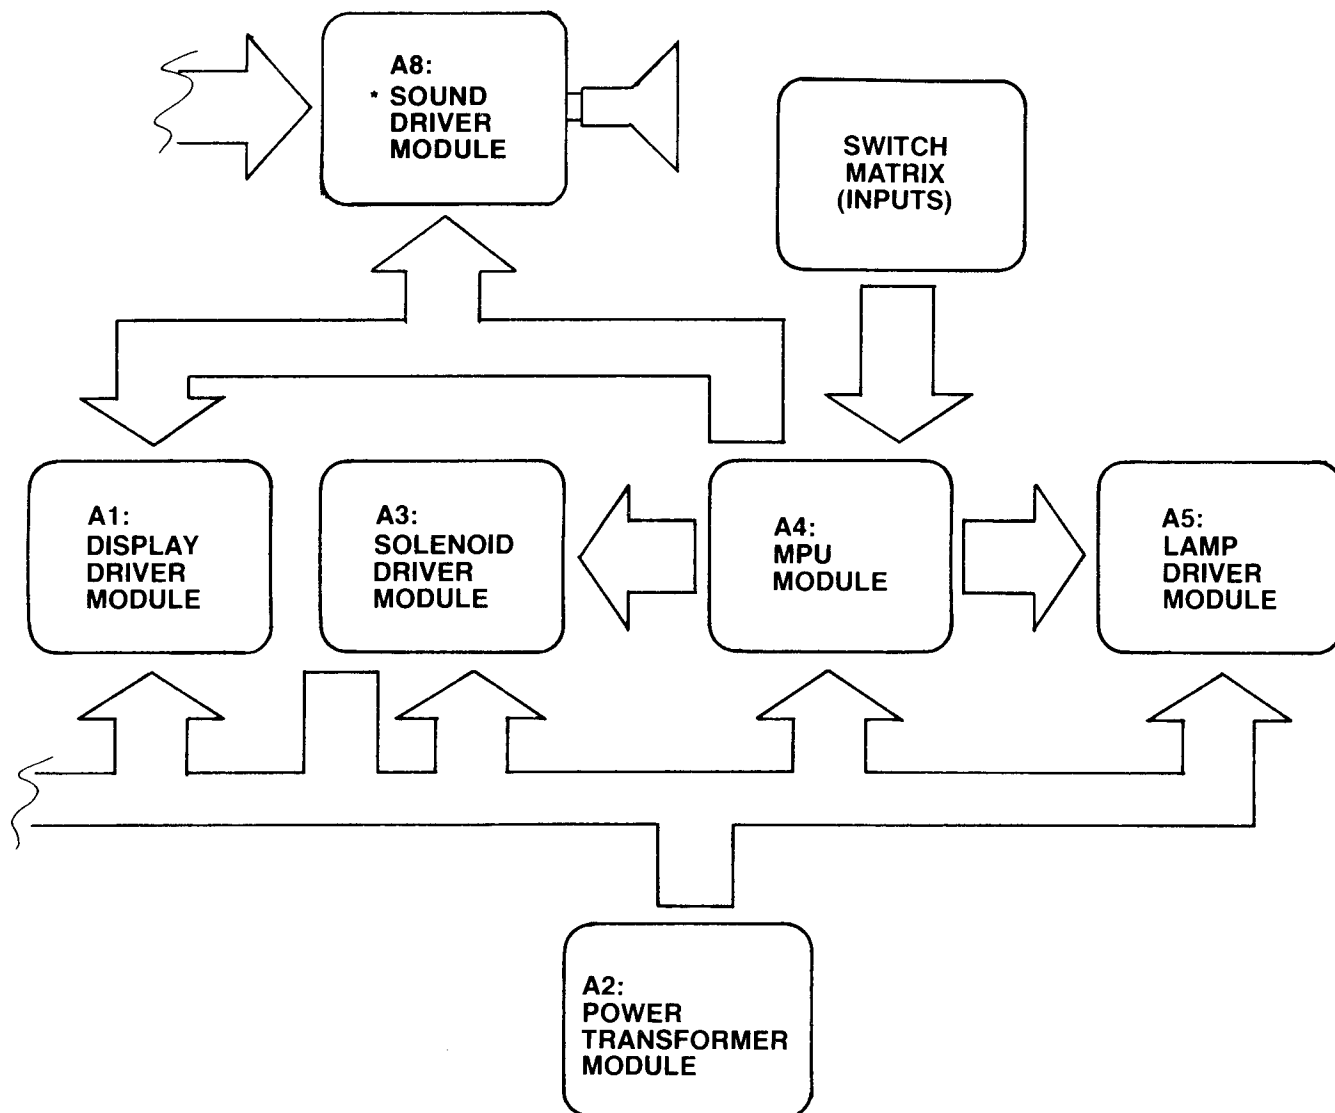 A8:
* SOUND
DRIVER
MODULE
SWITCH
MATRIX
(INPUTS)
A1:
DISPLAY
DRIVER
MODULE
A3:
SOLENOID
DRIVER
MODULE
A4:
MPU
MODULE
A5:
LAMP
DRIVER
MODULE
A2:
POWER
TRANSFORMER
MODULE